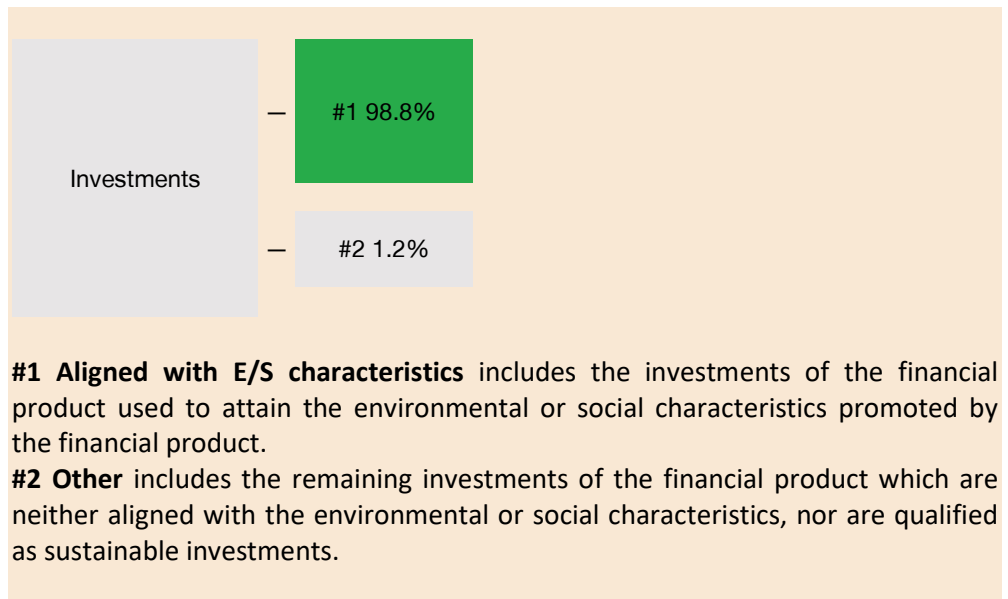 #1 98.8%
Investments
#2 1.2%
#1 Aligned with E/S characteristics includes the investments of the financial
product used to attain the environmental or social characteristics promoted by
the financial product.
#2 Other includes the remaining investments of the financial product which are
neither aligned with the environmental or social characteristics, nor are qualified
as sustainable investments.